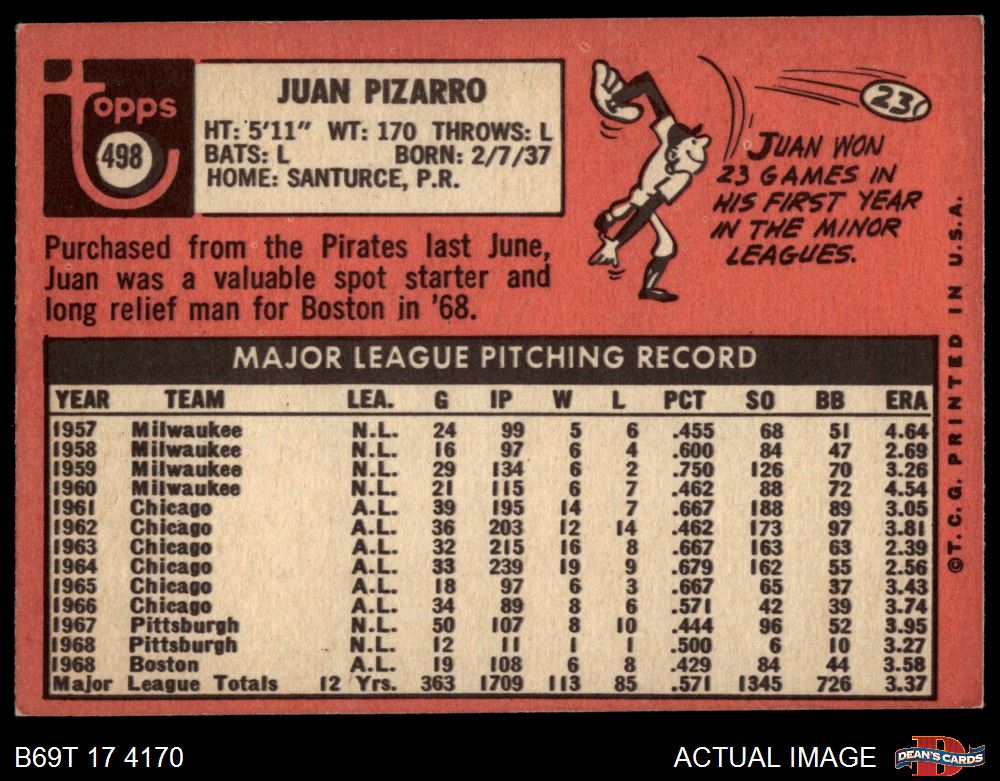 topps
498
JUAN PIZARRO
HT: 5'11" WT: 170 THROWS: L
BATS: L BORN: 2/7/37
HOME: SANTURCE, P.R.
23
JUAN WON
23 GAMES IN
HIS FIRST YEAR
IN THE MINOR
LEAGUES.
Purchased from the Pirates last June,
Juan was a valuable spot starter and
long relief man for Boston in '68.
MAJOR LEAGUE PITCHING RECORD
YEAR TEAM LEA. G IP W L PCT SO BB ERA
1957 Milwaukee N.L. 24 99 5 6 .455 68 51 4.64
1958 Milwaukee N.L. 16 97 6 4 .600 84 47 2.69
1959 Milwaukee N.L. 29 134 6 2 .750 126 70 3.26
1960 Milwaukee N.L. 21 115 6 7 .462 88 72 4.54
1961 Chicago A.L. 39 195 14 7 .667 188 89 3.05
1962 Chicago A.L. 36 203 12 14 .462 173 97 3.81
1963 Chicago A.L. 32 215 16 8 .667 163 63 2.39
1964 Chicago A.L. 33 239 19 9 .679 162 55 2.56
1965 Chicago A.L. 18 97 6 3 .667 65 37 3.43
1966 Chicago A.L. 34 89 8 6 .571 42 39 3.74
1967 Pittsburgh N.L. 50 107 8 10 .444 96 52 3.95
1968 Pittsburgh N.L. 12 11 1 1 .500 6 10 3.27
1968 Boston A.L. 19 108 6 8 .429 84 44 3.58
Major League Totals 12 Yrs. 363 1709 113 85 .571 1345 726 3.37
©T.C.G. PRINTED IN U.S.A.
B69T 17 4170
ACTUAL IMAGE
D
DEAN'S CARDS